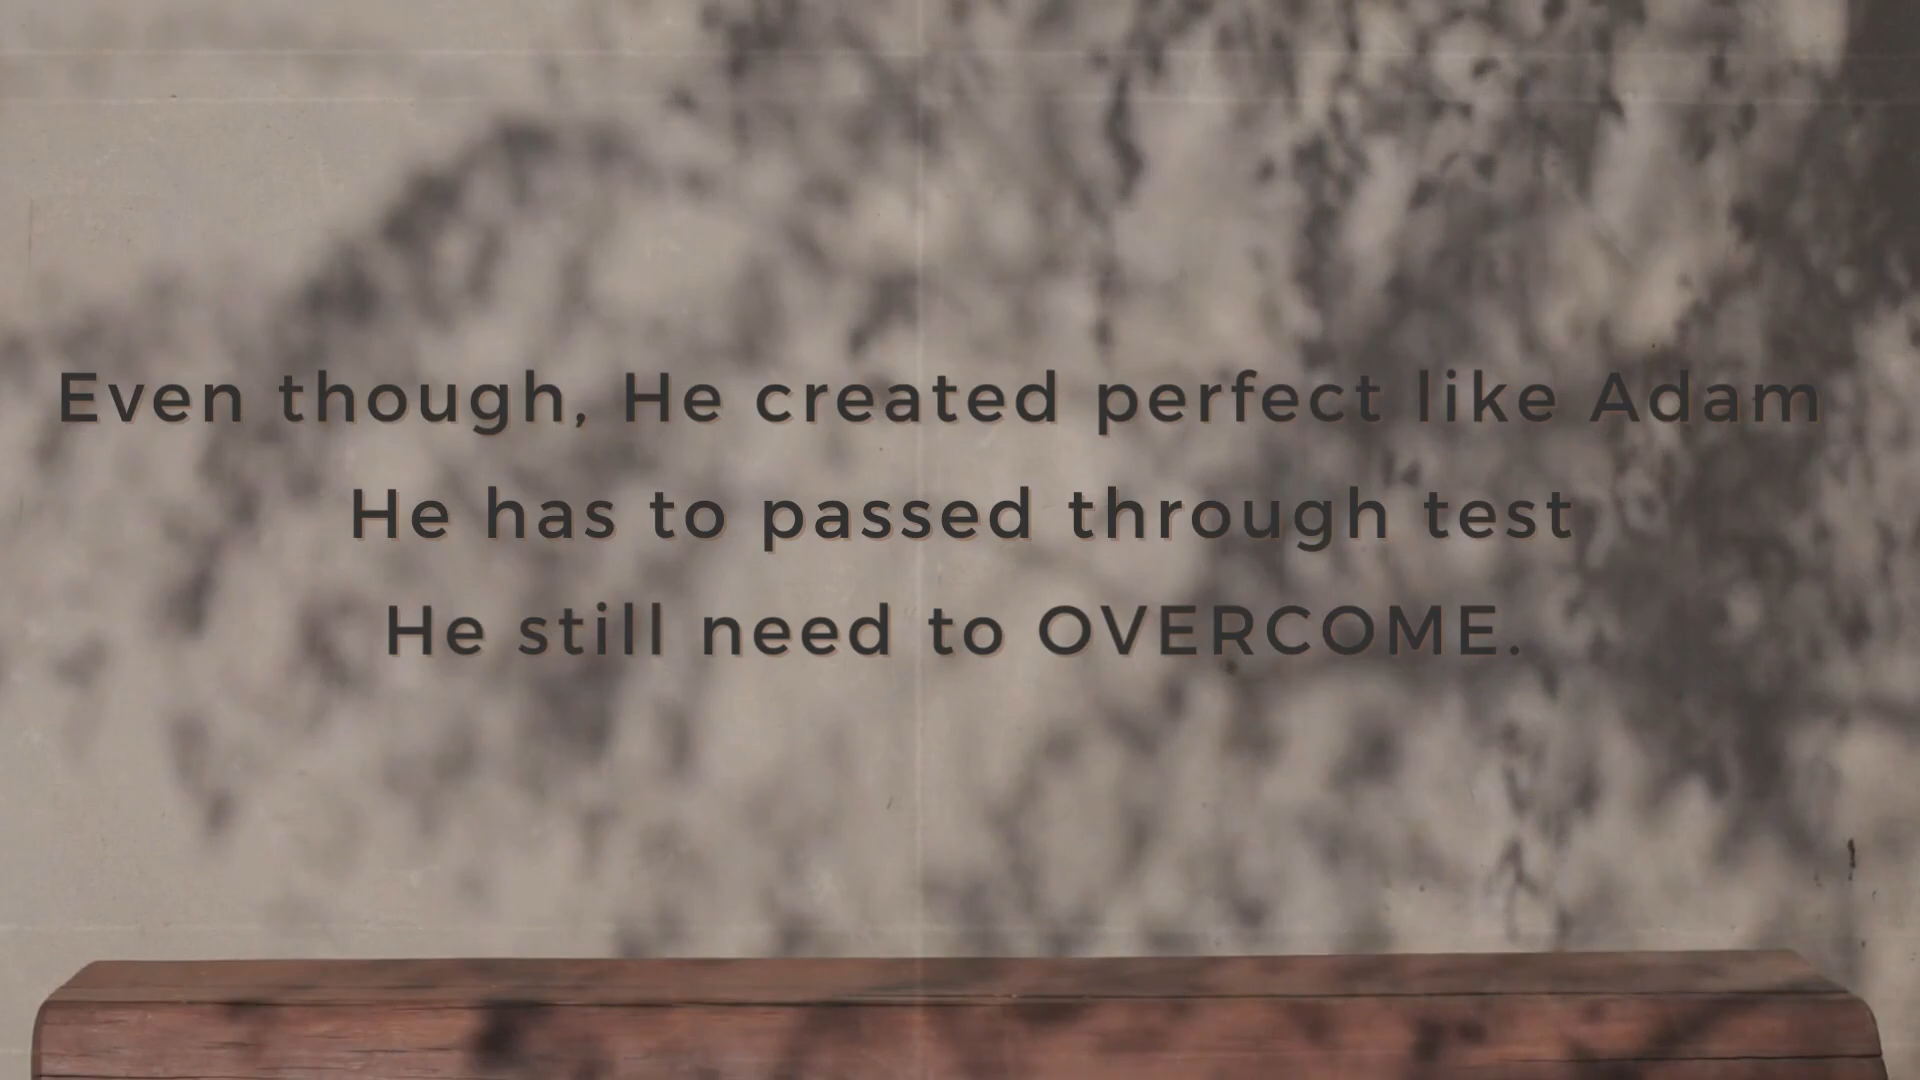 Even though, He created perfect like Adam
He has to passed through test
He still need to OVERCOME.